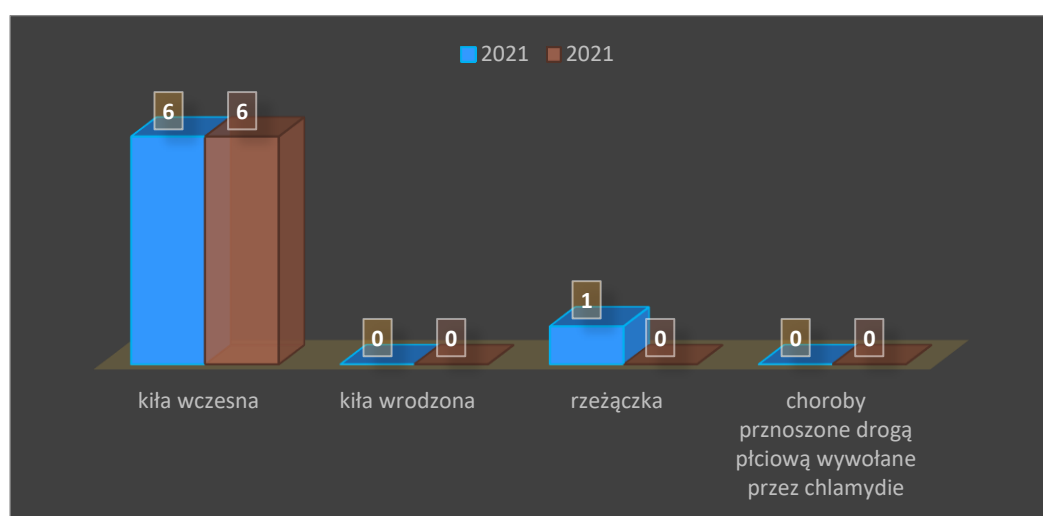 2021 2021
6 6
1
0 0 0 0 0
kiła wczesna kiła wrodzona rzeżączka choroby
prznoszone drogą
płciową wywołane
przez chlamydie